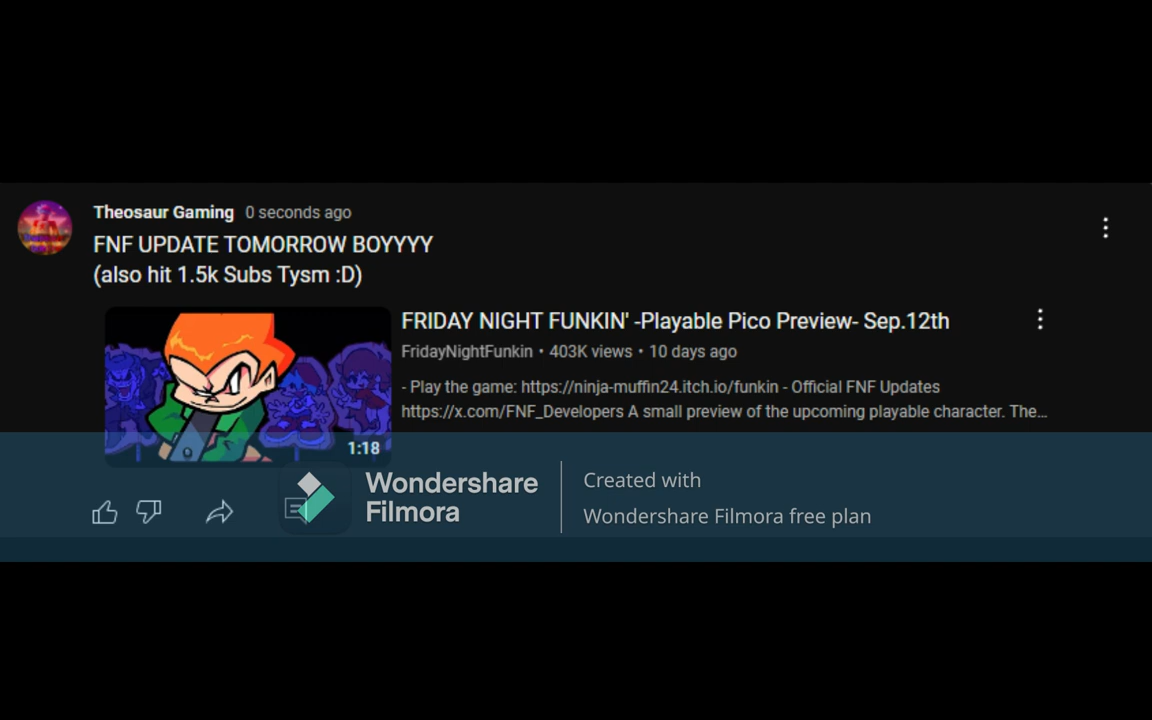 Theosaur Gaming 0 seconds ago
FNF UPDATE TOMORROW BOYYYY
(also hit 1.5k Subs Tysm :D)
FRIDAY NIGHT FUNKIN' -Playable Pico Preview- Sep.12th
FridayNightFunkin • 403K views • 10 days ago
- Play the game: https://ninja-muffin24.itch.io/funkin - Official FNF Updates
https://x.com/FNF_Developers A small preview of the upcoming playable character. The...
1:18
Wondershare
Filmora
Created with
Wondershare Filmora free plan